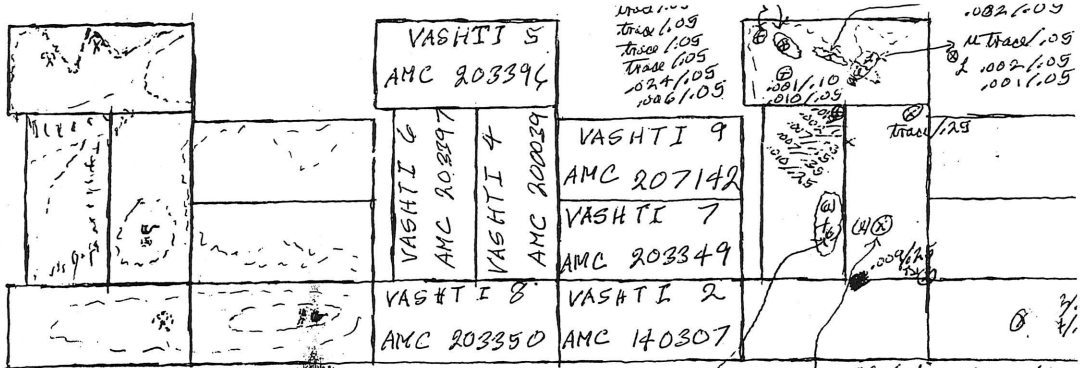 VASHTI 5
AMC 203396
VASHTI 6
AMC 203397
VASHTI 4
AMC 200039
VASHTI 9
AMC 207142
VASHTI 7
AMC 203349
VASHTI 8
AMC 203350
VASHTI 2
AMC 140307
trace/.05
trace/.05
trace/.05
.024/.05
.006/.05
.002/.05
u trace/.05
L .002/.05
.001/.05
.001/.10
.010/.05
trace/.25
.009/.25